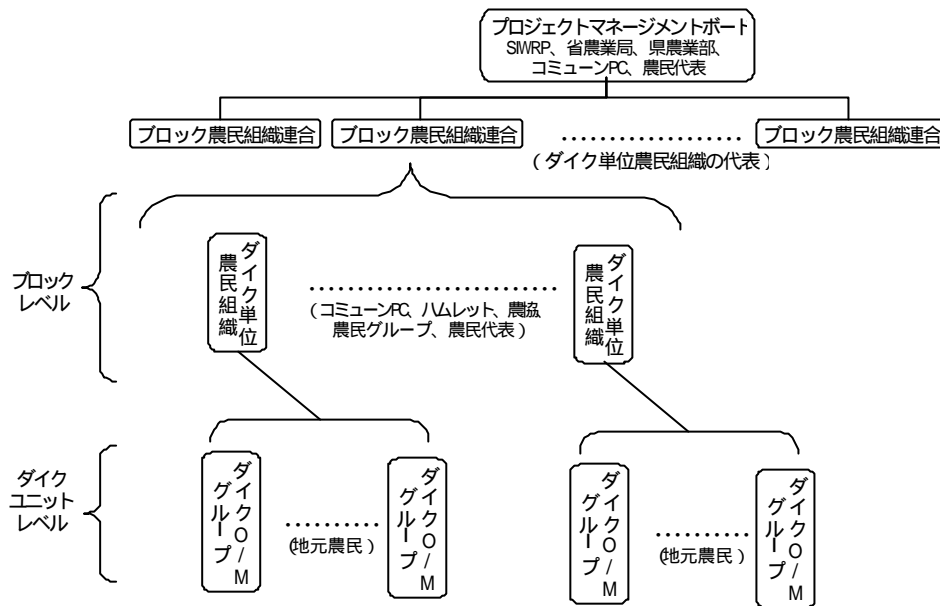 プロジェクトマネージメントボート
SIWRP、省農業局、県農業部、
コミューンPC、農民代表
ブロック農民組織連合
ブロック農民組織連合
ブロック農民組織連合
(ダイク単位農民組織の代表)
ブロック
レベル
ダイク単位
農民組織
(コミューンPC、ハムレット、農協
農民グループ、農民代表)
ダイク単位
農民組織
ダイク
ユニット
レベル
ダイクO/M
グループ
(地元農民)
ダイクO/M
グループ
ダイクO/M
グループ
(地元農民)
ダイクO/M
グループ